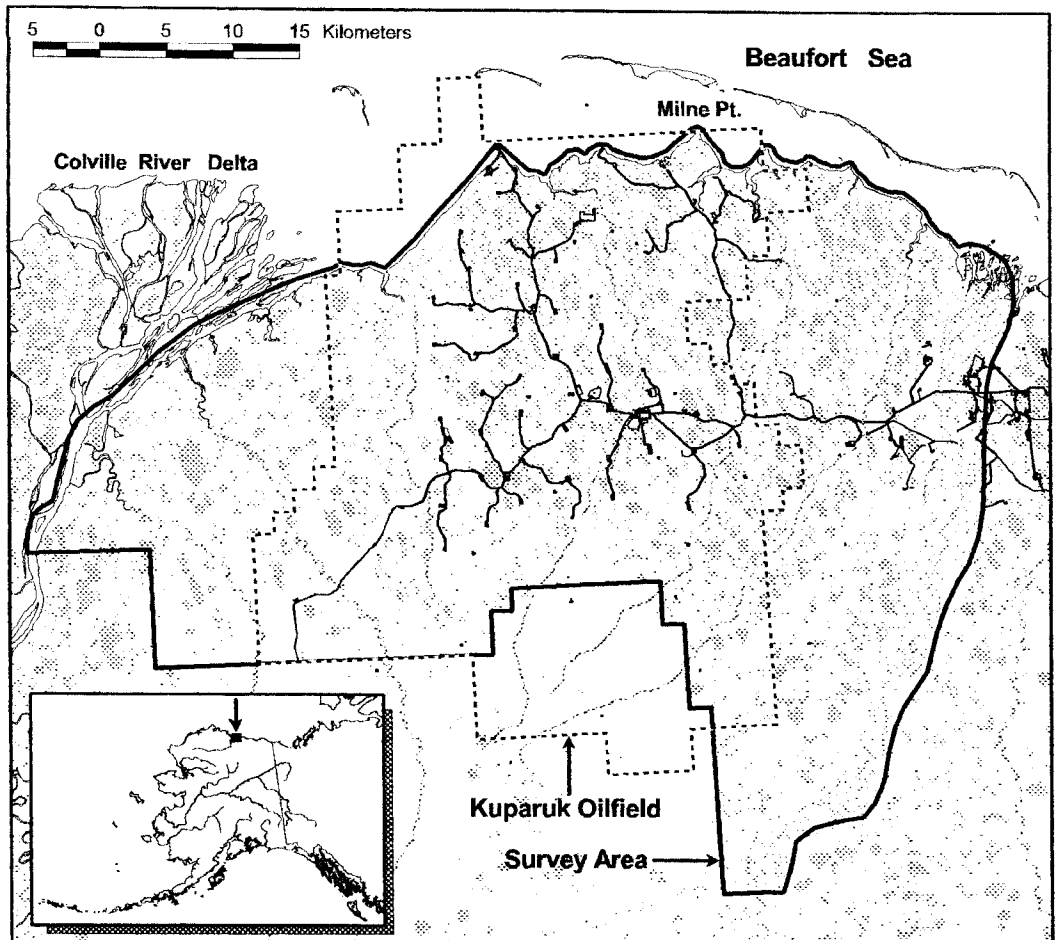 5 0 5 10 15 Kilometers
Beaufort Sea
Milne Pt.
Colville River Delta
Kuparuk Oilfield
Survey Area